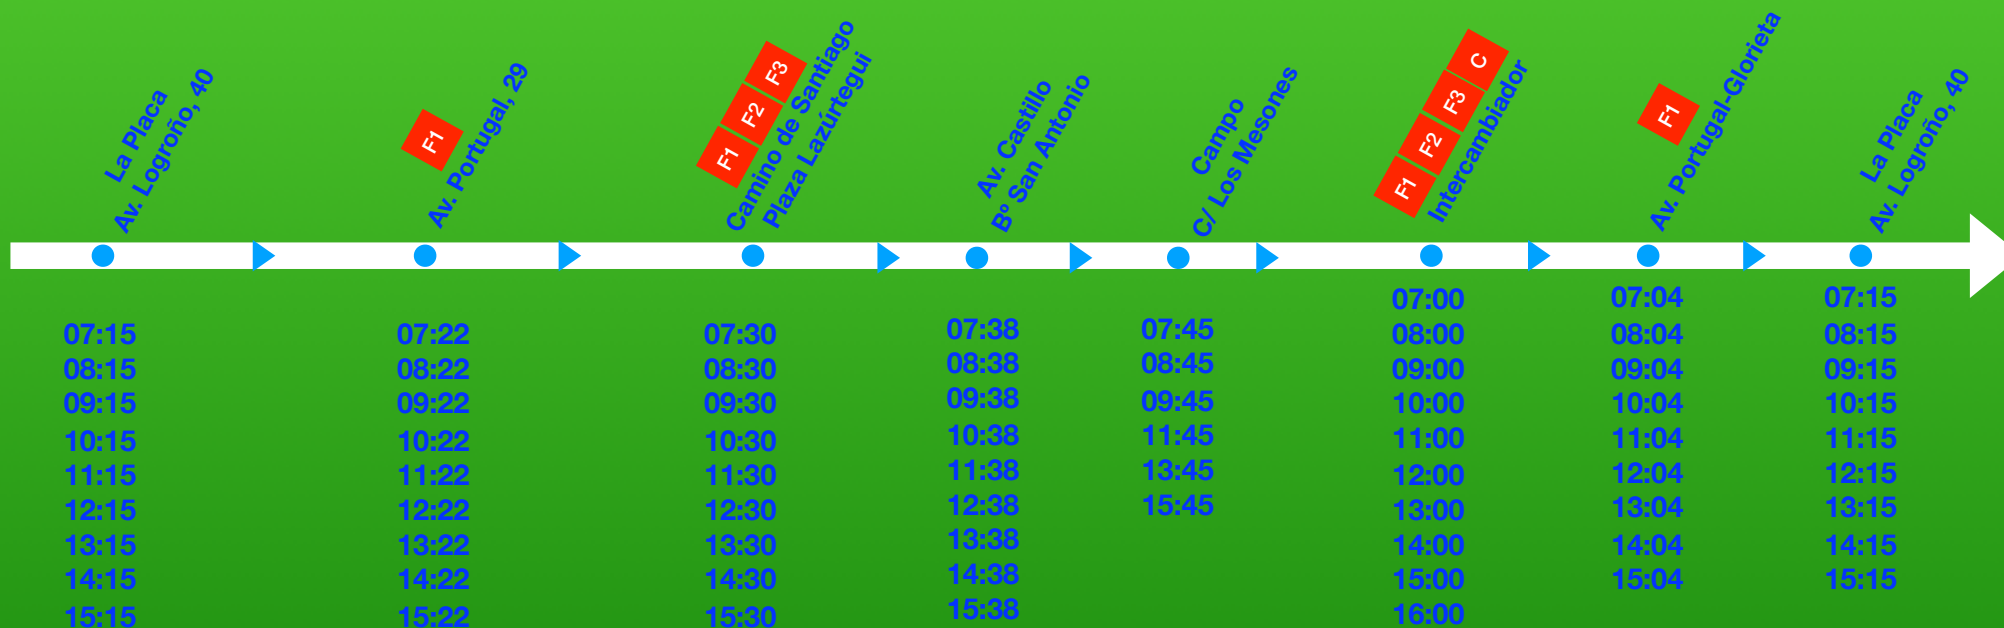 La Placa
Av. Logroño, 40
F1
Av. Portugal, 29
F1 F2 F3
Camino de Santiago
Plaza Lazúrtegui
Av. Castillo
Bº San Antonio
Campo
C/ Los Mesones
F1 F2 F3 C
Intercambiador
F1
Av. Portugal-Glorieta
La Placa
Av. Logroño, 40
07:00 07:04 07:15
07:15 07:22 07:30 07:38 07:45 08:00 08:04 08:15
08:15 08:22 08:30 08:38 08:45 09:00 09:04 09:15
09:15 09:22 09:30 09:38 09:45 10:00 10:04 10:15
10:15 10:22 10:30 10:38 11:45 11:00 11:04 11:15
11:15 11:22 11:30 11:38 13:45 12:00 12:04 12:15
12:15 12:22 12:30 12:38 15:45 13:00 13:04 13:15
13:15 13:22 13:30 13:38 14:00 14:04 14:15
14:15 14:22 14:30 14:38 15:00 15:04 15:15
15:15 15:22 15:30 15:38 16:00